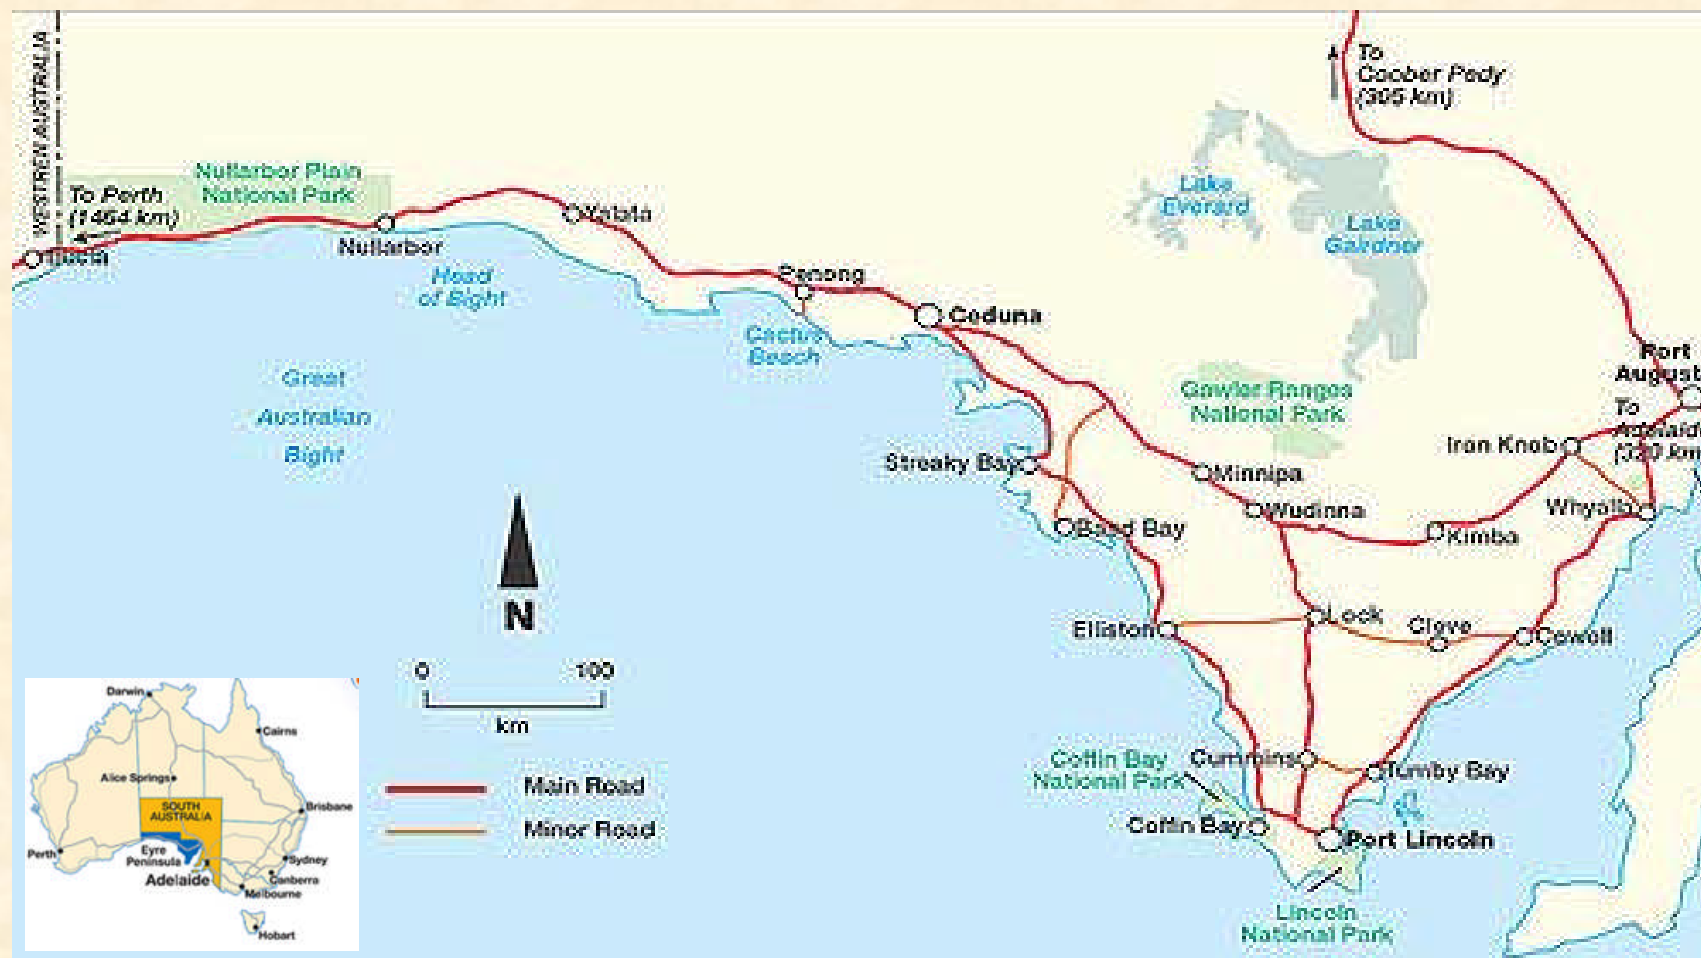 WESTREN AUSTRALIA
To
Coober Pedy
Nullarbor Plain
National Park
To Perth
Lake
Everard
Lake
Gairdner
Yalata
Nullarbor
Head
of Bight
Penong
Ceduna
Cactus
Beach
Great
Australian
Bight
Port
August
To
Gawler Ranges
National Park
Iron Knob
Streaky Bay
Minnipa
Wudinna
Whyalla
Kimba
Baird Bay
N
Elliston
Lock
Cleve
Cowell
0 100
km
Main Road
Minor Road
Coffin Bay
National Park
Cummins
Tumby Bay
Coffin Bay
Port Lincoln
Lincoln
National Park
Darwin
Cairns
Alice Springs
SOUTH
AUSTRALIA
Brisbane
Perth
Eyre
Peninsula
Adelaide
Sydney
Canberra
Melbourne
Hobart